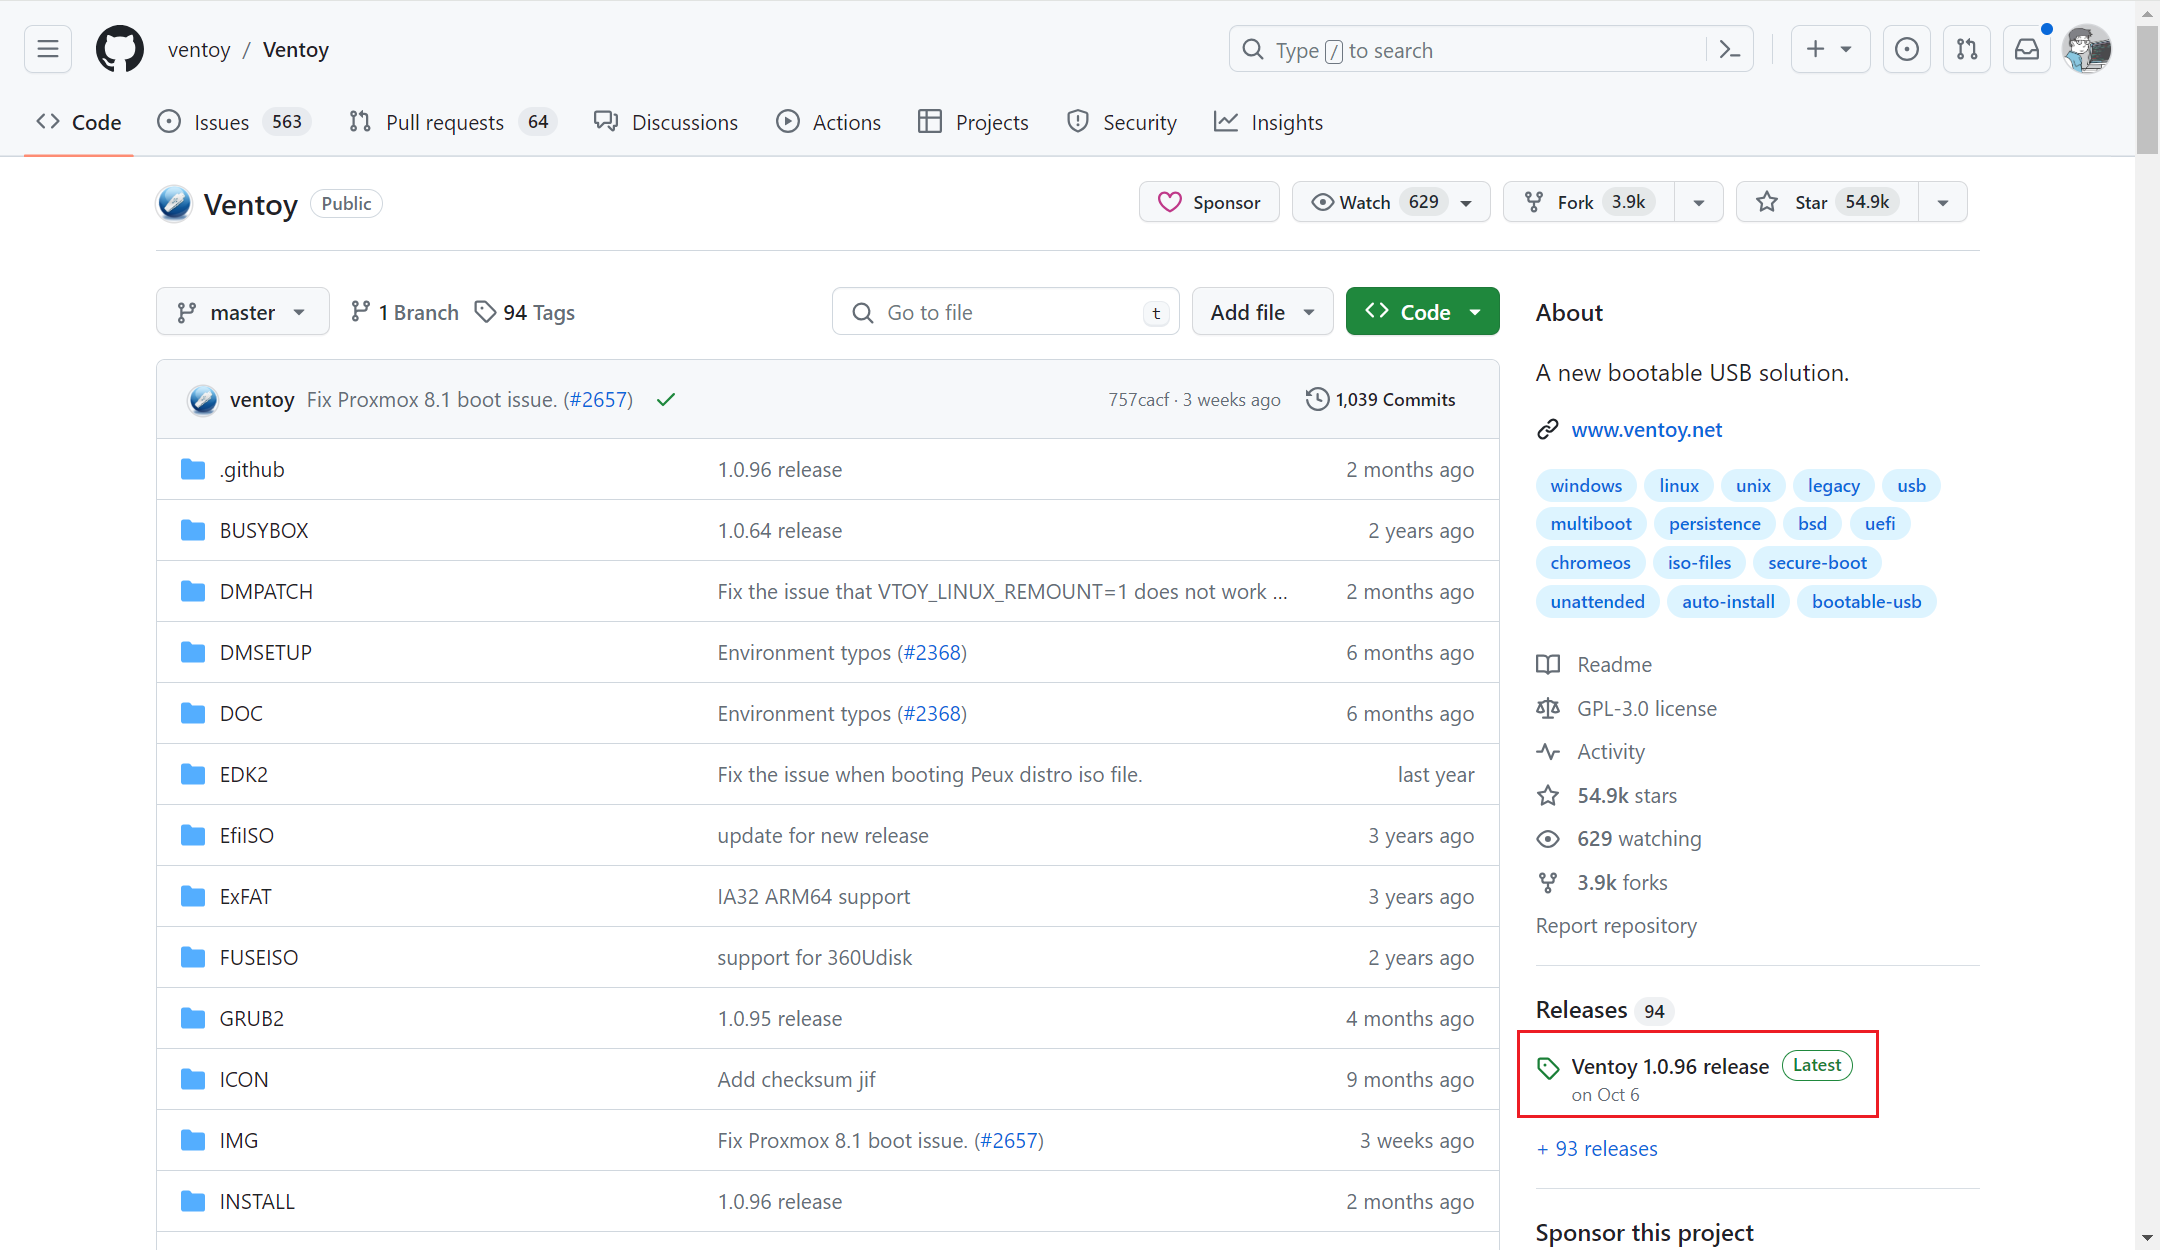 ventoy / Ventoy
Type / to search
Code Issues 563 Pull requests 64 Discussions Actions Projects Security Insights
Ventoy Public Sponsor Watch 629 Fork 3.9k Star 54.9k
master 1 Branch 94 Tags Go to file t Add file Code
ventoy Fix Proxmox 8.1 boot issue. (#2657) 757cacf · 3 weeks ago 1,039 Commits
.github 1.0.96 release 2 months ago
BUSYBOX 1.0.64 release 2 years ago
DMPATCH Fix the issue that VTOY_LINUX_REMOUNT=1 does not work ... 2 months ago
DMSETUP Environment typos (#2368) 6 months ago
DOC Environment typos (#2368) 6 months ago
EDK2 Fix the issue when booting Peux distro iso file. last year
EfiISO update for new release 3 years ago
ExFAT IA32 ARM64 support 3 years ago
FUSEISO support for 360Udisk 2 years ago
GRUB2 1.0.95 release 4 months ago
ICON Add checksum jif 9 months ago
IMG Fix Proxmox 8.1 boot issue. (#2657) 3 weeks ago
INSTALL 1.0.96 release 2 months ago
About
A new bootable USB solution.
www.ventoy.net
windows linux unix legacy usb
multiboot persistence bsd uefi
chromeos iso-files secure-boot
unattended auto-install bootable-usb
Readme
GPL-3.0 license
Activity
54.9k stars
629 watching
3.9k forks
Report repository
Releases 94
Ventoy 1.0.96 release Latest
on Oct 6
+ 93 releases
Sponsor this project